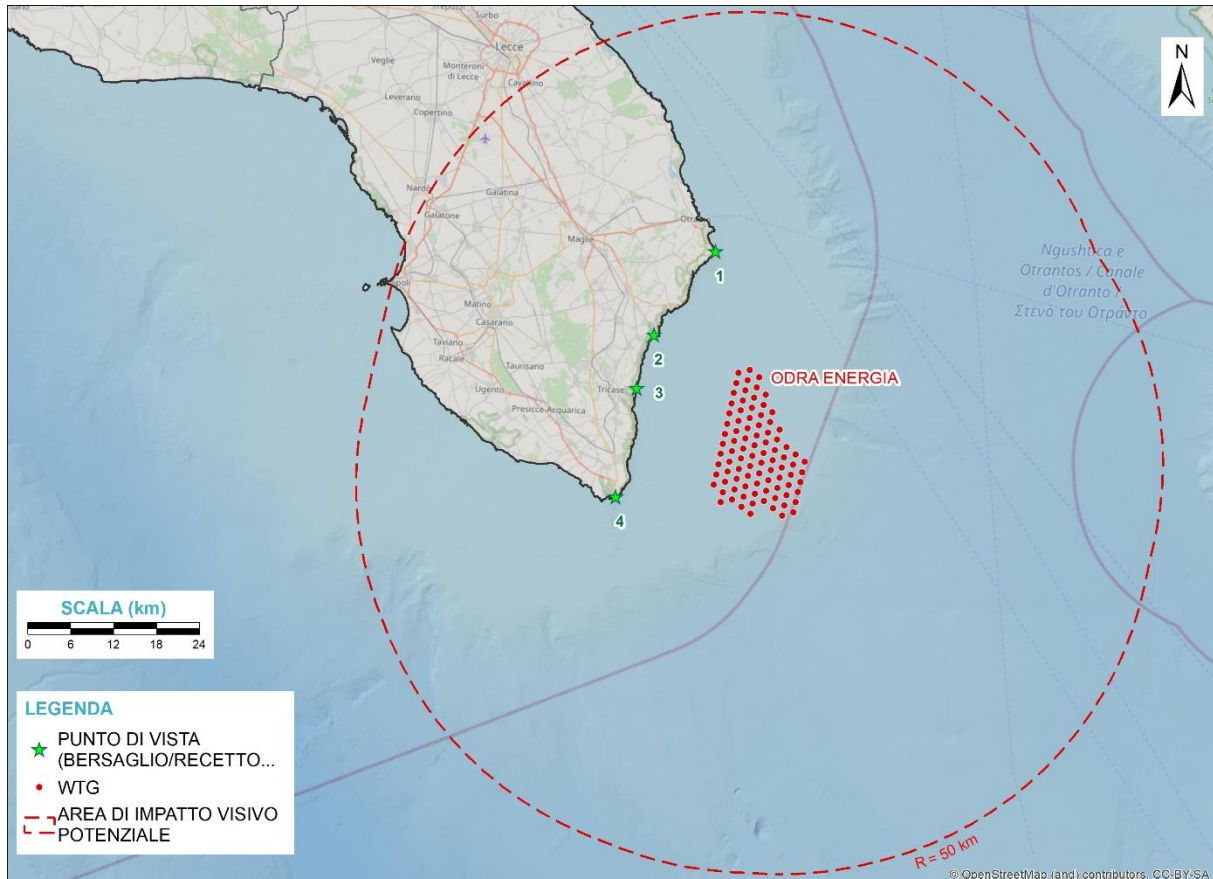 Trepuzzi
Surbo
Lecce
Veglie
Monteroni
di Lecce
Cavallino
Leverano
Copertino
N
Nardò
Galatina
Galatone
Maglie
Matino
Casarano
Taviano
Racale
Taurisano
Ugento
Tricase
Presicce-Acquarica
1
2
3
4
Ngushtica e
Otrantos / Canale
d'Otranto /
Στενό του Οτράντο
ODRA ENERGIA
SCALA (km)
0 6 12 18 24
LEGENDA
PUNTO DI VISTA
(BERSAGLIO/RECETTO...
WTG
AREA DI IMPATTO VISIVO
POTENZIALE
R = 50 km
© OpenStreetMap (and) contributors, CC-BY-SA